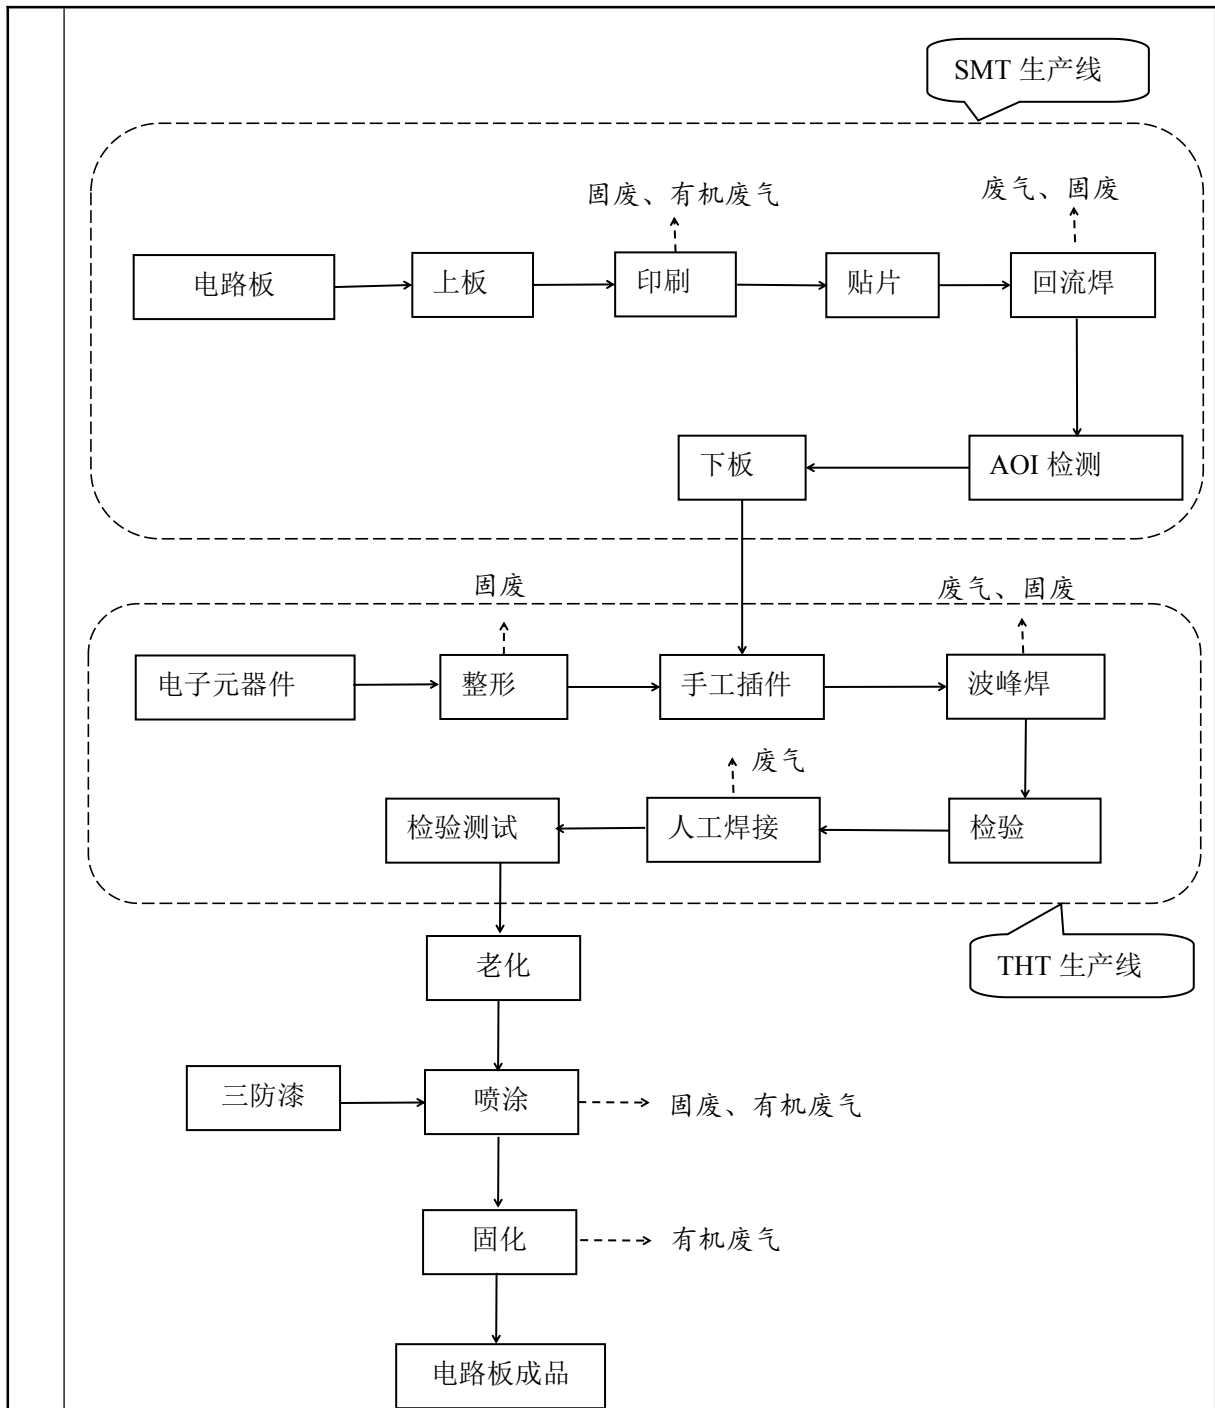 SMT 生产线
固废、有机废气
废气、固废
电路板
上板
印刷
贴片
回流焊
下板
AOI 检测
固废
废气、固废
电子元器件
整形
手工插件
波峰焊
废气
检验测试
人工焊接
检验
老化
THT 生产线
三防漆
喷涂
固废、有机废气
固化
有机废气
电路板成品